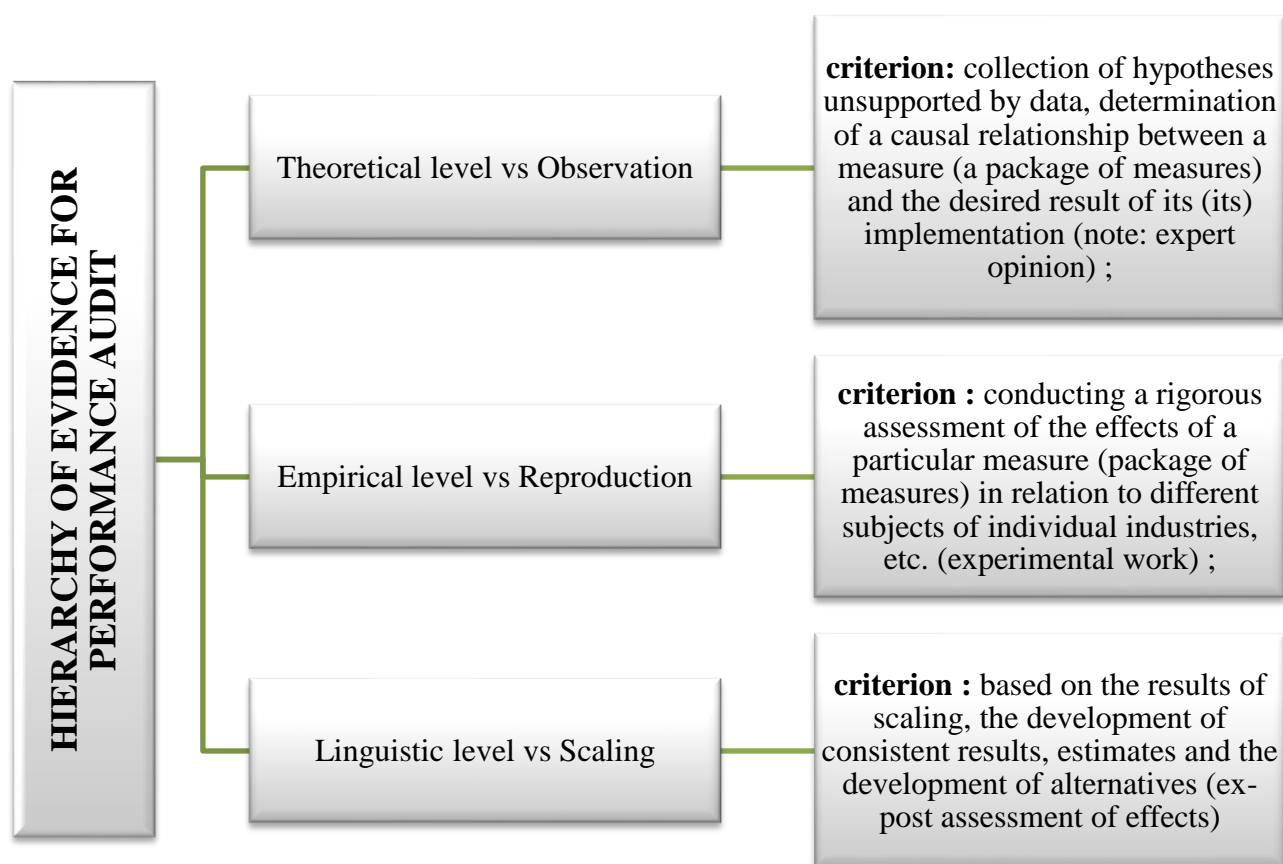 HIERARCHY OF EVIDENCE FOR
PERFORMANCE AUDIT
Theoretical level vs Observation
criterion: collection of hypotheses
unsupported by data, determination
of a causal relationship between a
measure (a package of measures)
and the desired result of its (its)
implementation (note: expert
opinion) ;
Empirical level vs Reproduction
criterion : conducting a rigorous
assessment of the effects of a
particular measure (package of
measures) in relation to different
subjects of individual industries,
etc. (experimental work) ;
Linguistic level vs Scaling
criterion : based on the results of
scaling, the development of
consistent results, estimates and the
development of alternatives (ex-
post assessment of effects)